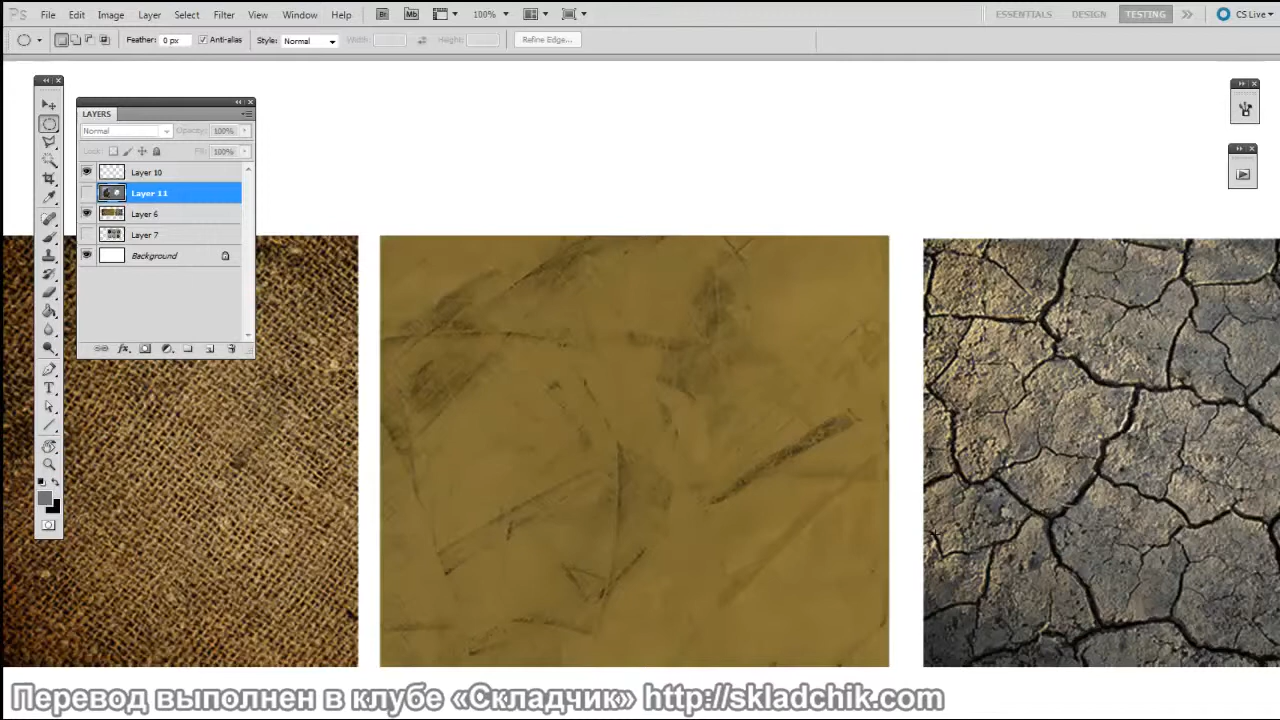 Ps File Edit Image Layer Select Filter View Window Help Br Mb 100% ESSENTIALS DESIGN TESTING CS Live
Feather: 0 px Anti-alias Style: Normal Width: Height: Refine Edge...
LAYERS
Normal Opacity: 100%
Lock: Fill: 100%
Layer 10
Layer 11
Layer 6
Layer 7
Background
Перевод выполнен в клубе «Складчик» http://skladchik.com